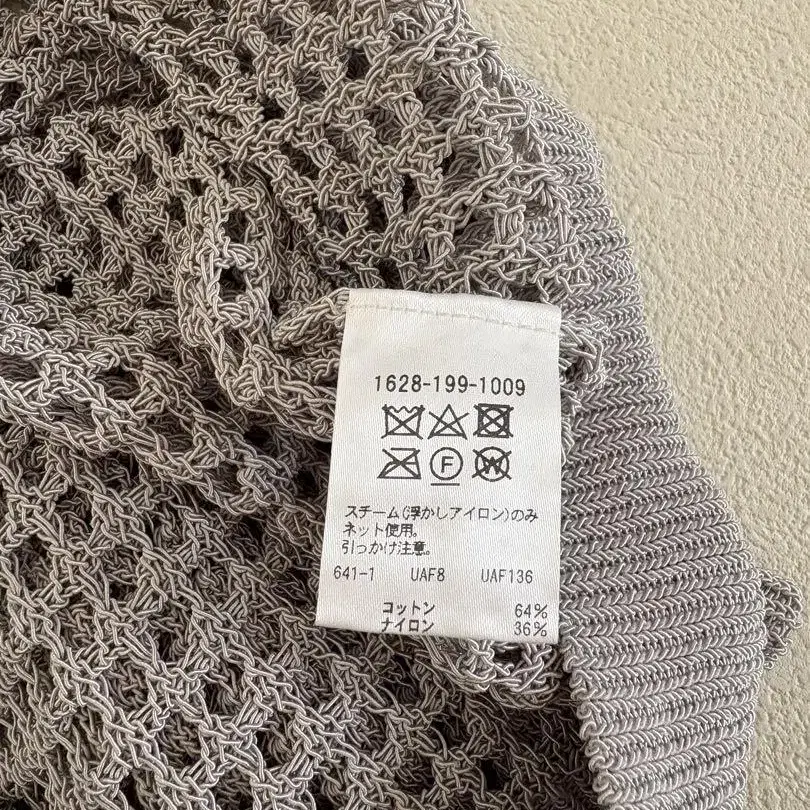 1628-199-1009
F W
スチーム(浮かしアイロン)のみ
ネット使用。
引っかけ注意。
641-1 UAF8 UAF136
コットン 64%
ナイロン 36%